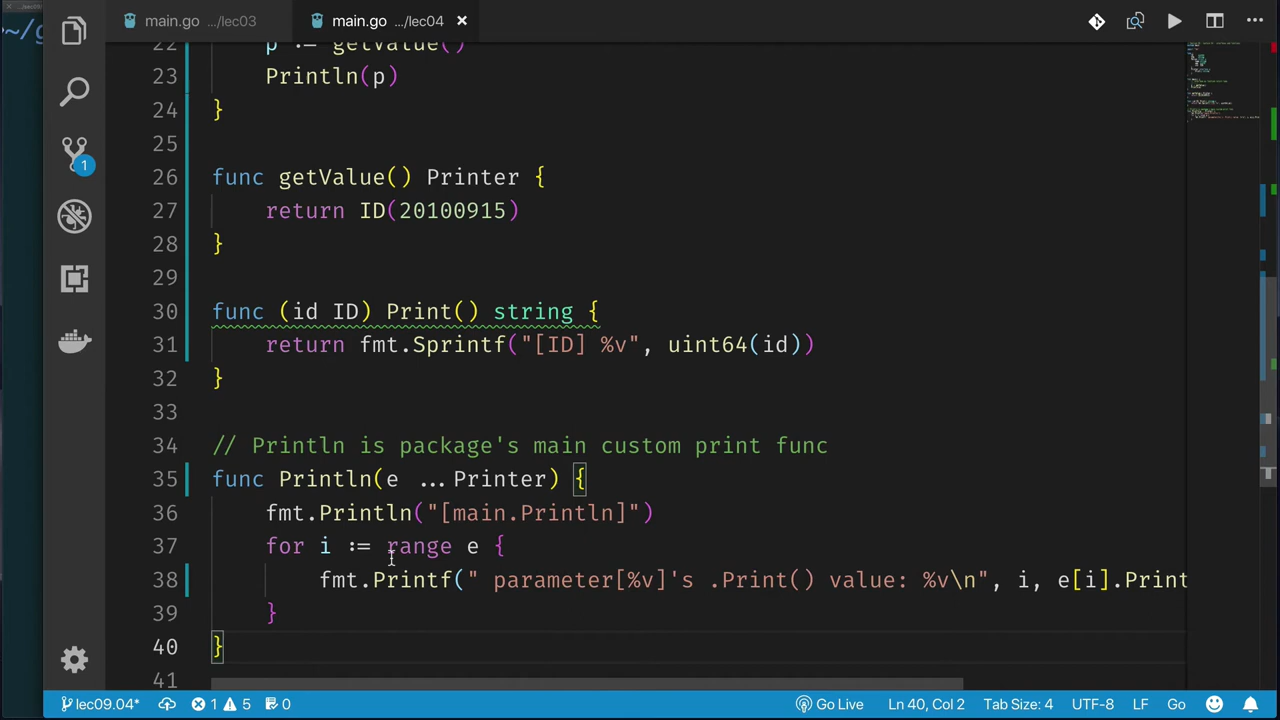 main.go .../lec03
main.go .../lec04
~/g
22 p := getValue()
23 Println(p)
24 }
25
26 func getValue() Printer {
27 return ID(20100915)
28 }
29
30 func (id ID) Print() string {
31 return fmt.Sprintf("[ID] %v", uint64(id))
32 }
33
34 // Println is package's main custom print func
35 func Println(e ...Printer) {
36 fmt.Println("[main.Println]")
37 for i := range e {
38 fmt.Printf(" parameter[%v]'s .Print() value: %v\n", i, e[i].Print
39 }
40 }
41
1
lec09.04* 1 5 0 Go Live Ln 40, Col 2 Tab Size: 4 UTF-8 LF Go